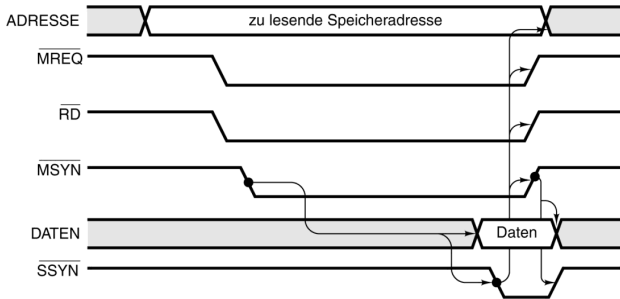 ADRESSE
zu lesende Speicheradresse
MREQ
RD
MSYN
DATEN
Daten
SSYN